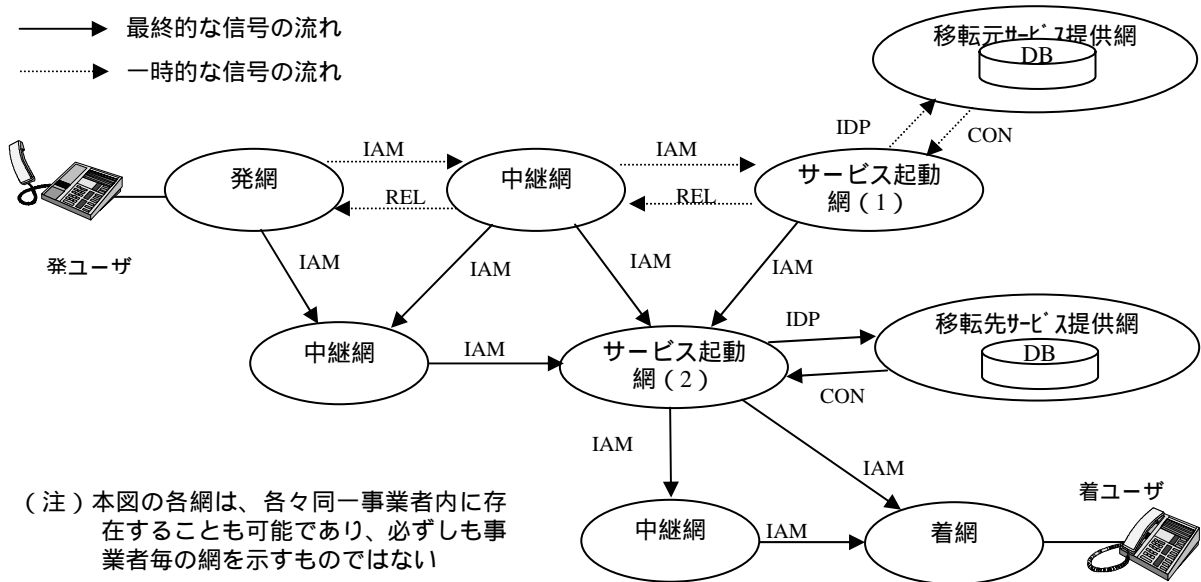 最終的な信号の流れ
一時的な信号の流れ
移転元ｻｰﾋﾞｽ提供網
DB
IDP
CON
IAM
IAM
発網
中継網
サービス起動
網(1)
REL
REL
発ユーザ
IAM
IAM
IAM
IAM
中継網
IAM
サービス起動
網(2)
IDP
移転先ｻｰﾋﾞｽ提供網
DB
CON
IAM
IAM
(注)本図の各網は、各々同一事業者内に存
在することも可能であり、必ずしも事
業者毎の網を示すものではない
中継網
IAM
着網
着ユーザ